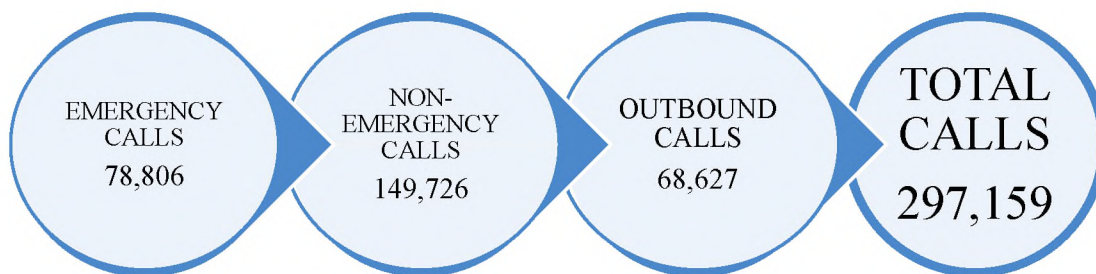 EMERGENCY
CALLS
78,806
NON-
EMERGENCY
CALLS
149,726
OUTBOUND
CALLS
68,627
TOTAL
CALLS
297,159